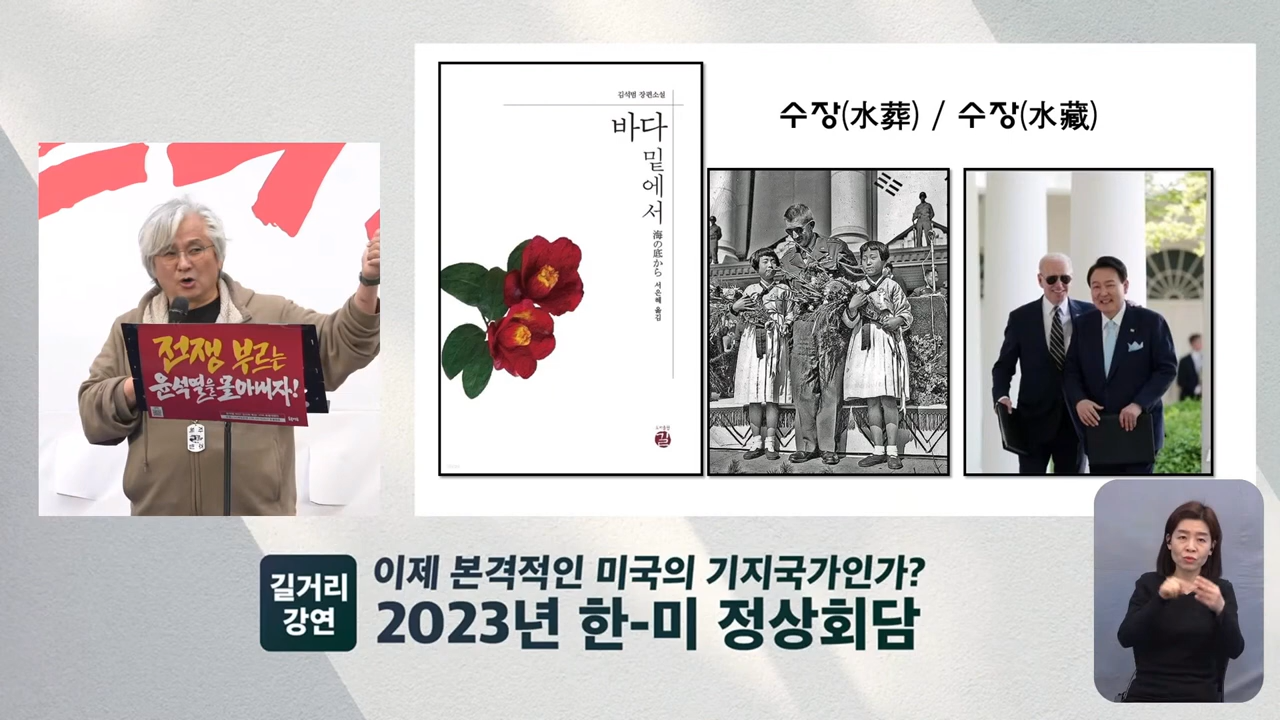 수장(水葬) / 수장(水藏)
김석범 장편소설
바다
밑에서
海の底から
서은혜 옮김
길
전쟁 부르는
윤석열을 몰아내자!
길거리
강연
이제 본격적인 미국의 기지국가인가?
2023년 한-미 정상회담